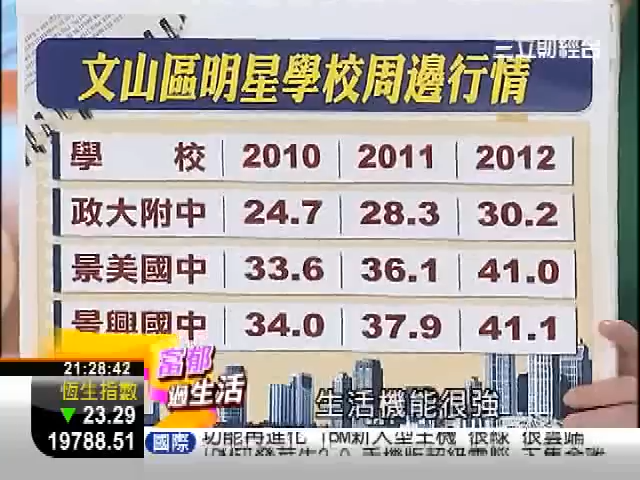 三立財經台
文山區明星學校周邊行情
學 校 2010 2011 2012
政大附中 24.7 28.3 30.2
景美國中 33.6 36.1 41.0
景興國中 34.0 37.9 41.1
21:28:42
富郁
過生活
恆生指數
▼ 23.29
19788.51
生活機能很強
國際